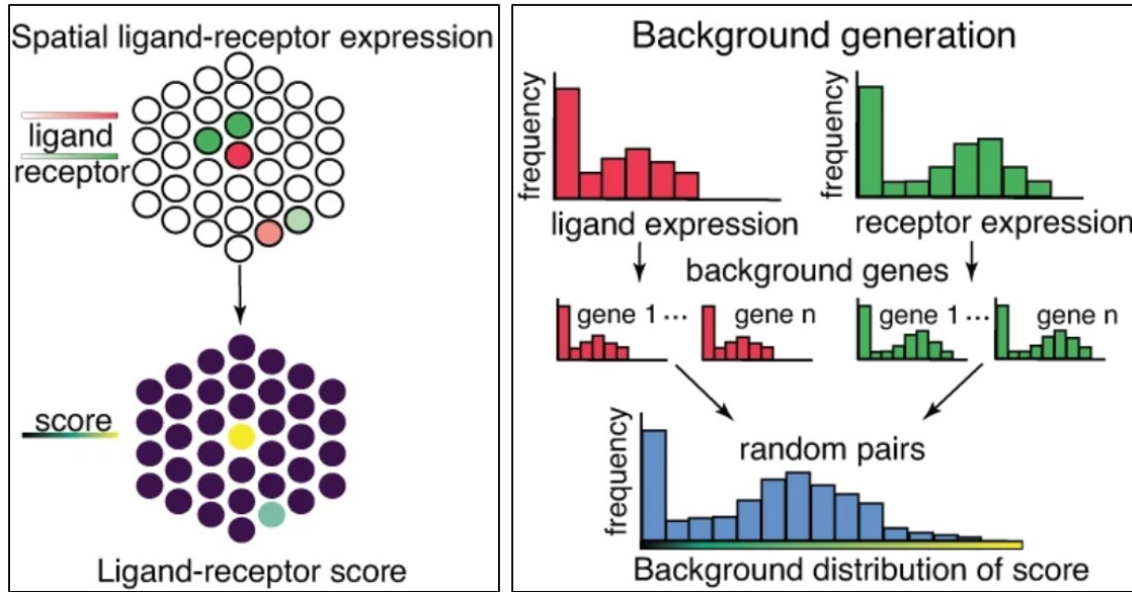 Spatial ligand-receptor expression
ligand
receptor
score
Ligand-receptor score
Background generation
frequency
ligand expression
frequency
receptor expression
background genes
gene 1 ... gene n
gene 1 ... gene n
random pairs
frequency
Background distribution of score